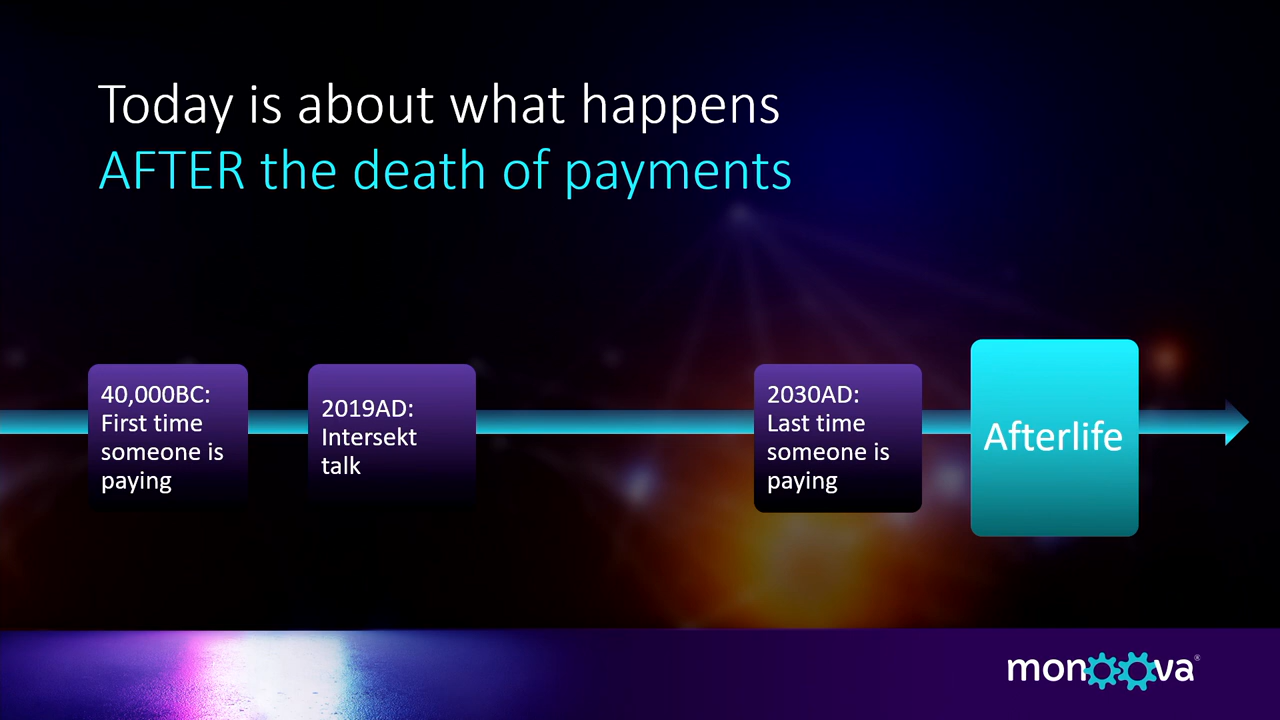 Today is about what happens
AFTER the death of payments
40,000BC:
First time
someone is
paying
2019AD:
Intersekt
talk
2030AD:
Last time
someone is
paying
Afterlife
monoova®